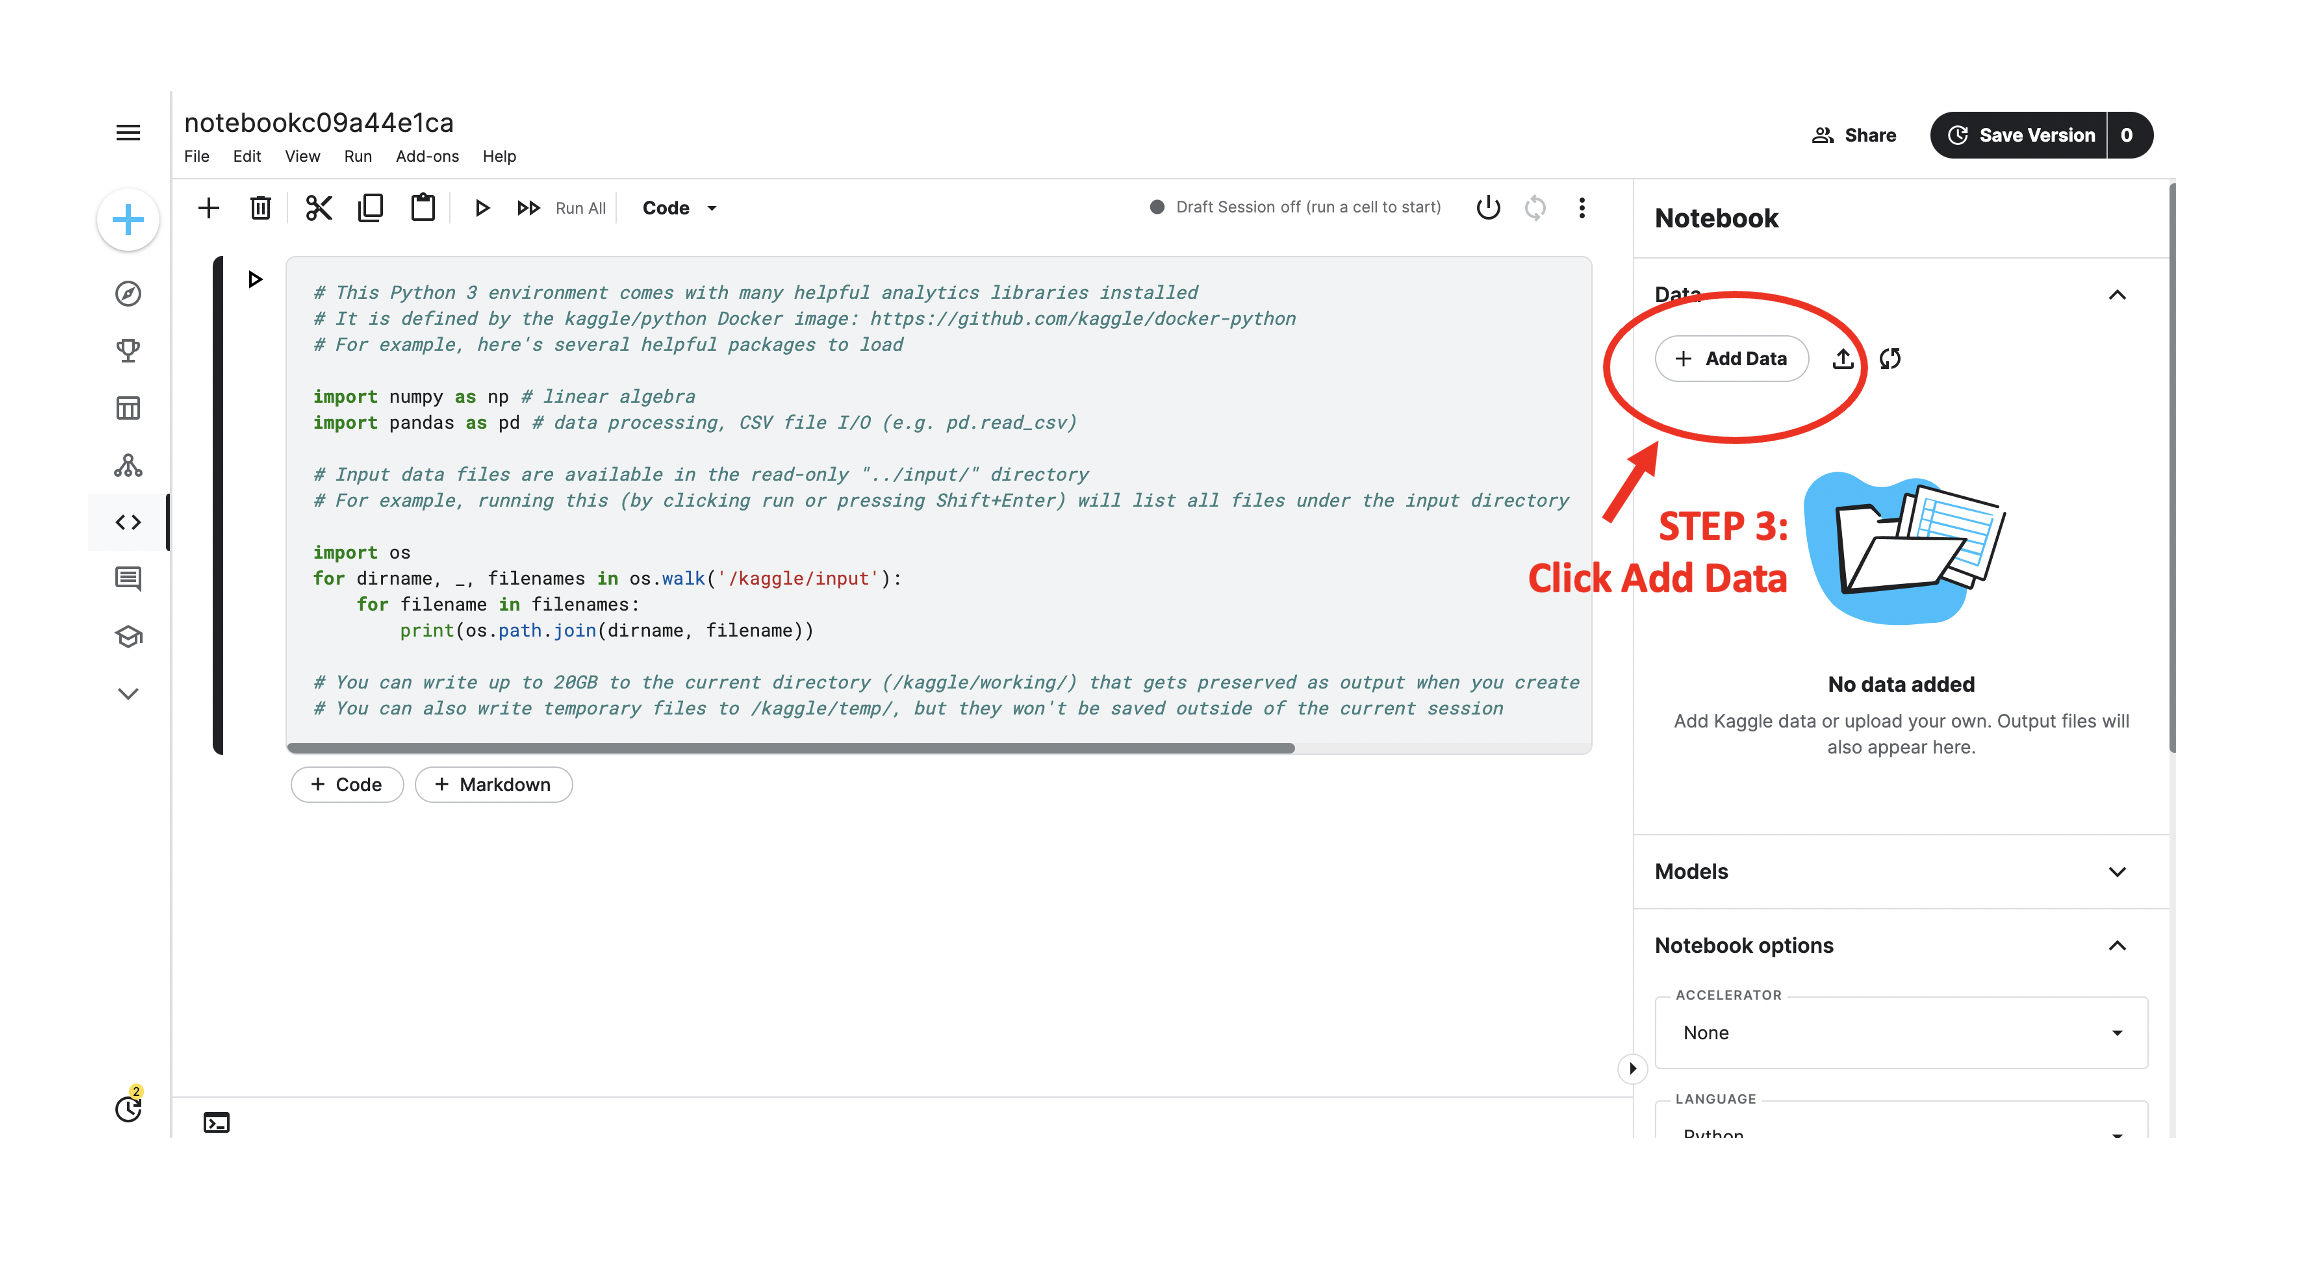 notebookc09a44e1ca
File Edit View Run Add-ons Help
Share
Save Version 0
Run All
Code
Draft Session off (run a cell to start)
# This Python 3 environment comes with many helpful analytics libraries installed
# It is defined by the kaggle/python Docker image: https://github.com/kaggle/docker-python
# For example, here's several helpful packages to load
import numpy as np # linear algebra
import pandas as pd # data processing, CSV file I/O (e.g. pd.read_csv)
# Input data files are available in the read-only "../input/" directory
# For example, running this (by clicking run or pressing Shift+Enter) will list all files under the input directory
import os
for dirname, _, filenames in os.walk('/kaggle/input'):
    for filename in filenames:
        print(os.path.join(dirname, filename))
# You can write up to 20GB to the current directory (/kaggle/working/) that gets preserved as output when you create
# You can also write temporary files to /kaggle/temp/, but they won't be saved outside of the current session
+ Code
+ Markdown
Notebook
Data
+ Add Data
STEP 3:
Click Add Data
No data added
Add Kaggle data or upload your own. Output files will
also appear here.
Models
Notebook options
ACCELERATOR
None
LANGUAGE
Python
2